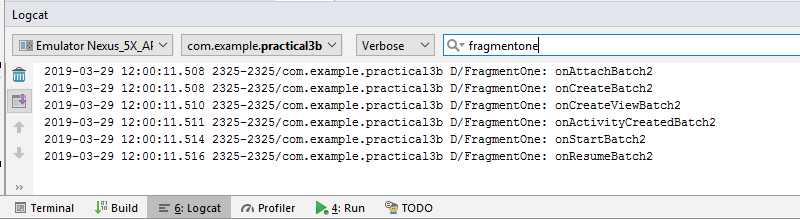 Logcat
Emulator Nexus_5X_AP com.example.practical3b Verbose fragmentone
2019-03-29 12:00:11.508 2325-2325/com.example.practical3b D/FragmentOne: onAttachBatch2
2019-03-29 12:00:11.508 2325-2325/com.example.practical3b D/FragmentOne: onCreateBatch2
2019-03-29 12:00:11.510 2325-2325/com.example.practical3b D/FragmentOne: onCreateViewBatch2
2019-03-29 12:00:11.511 2325-2325/com.example.practical3b D/FragmentOne: onActivityCreatedBatch2
2019-03-29 12:00:11.514 2325-2325/com.example.practical3b D/FragmentOne: onStartBatch2
2019-03-29 12:00:11.516 2325-2325/com.example.practical3b D/FragmentOne: onResumeBatch2
Terminal Build 6: Logcat Profiler 4: Run TODO